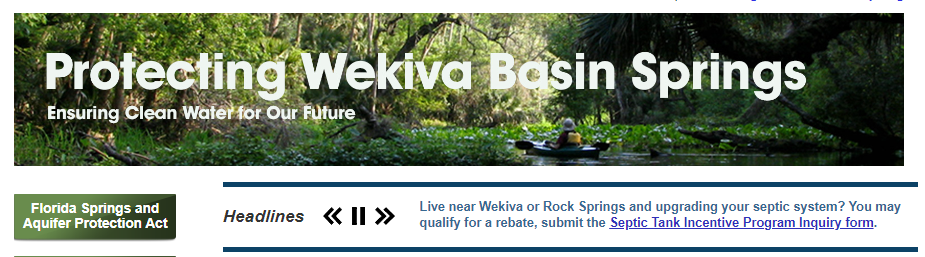 Protecting Wekiva Basin Springs
Ensuring Clean Water for Our Future
Florida Springs and
Aquifer Protection Act
Headlines
Live near Wekiva or Rock Springs and upgrading your septic system? You may
qualify for a rebate, submit the Septic Tank Incentive Program Inquiry form.